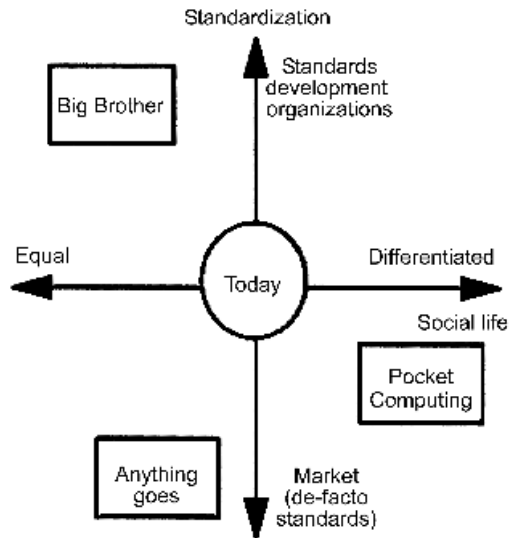 Standardization
Standards
development
organizations
Big Brother
Equal
Today
Differentiated
Social life
Pocket
Computing
Anything
goes
Market
(de-facto
standards)